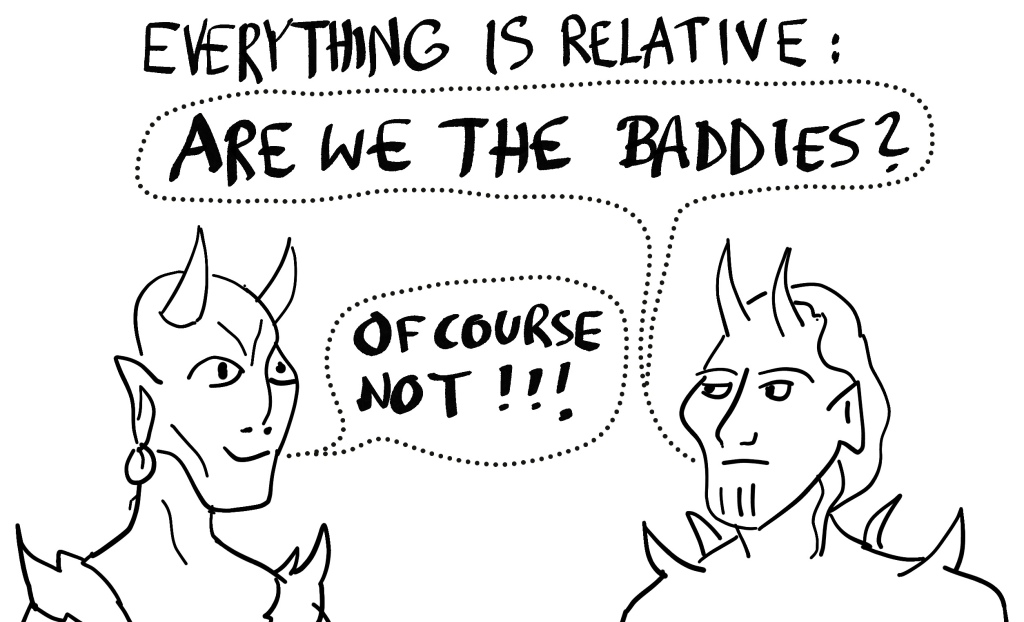 EVERYTHING IS RELATIVE:
ARE WE THE BADDIES?
OF COURSE
NOT!!!